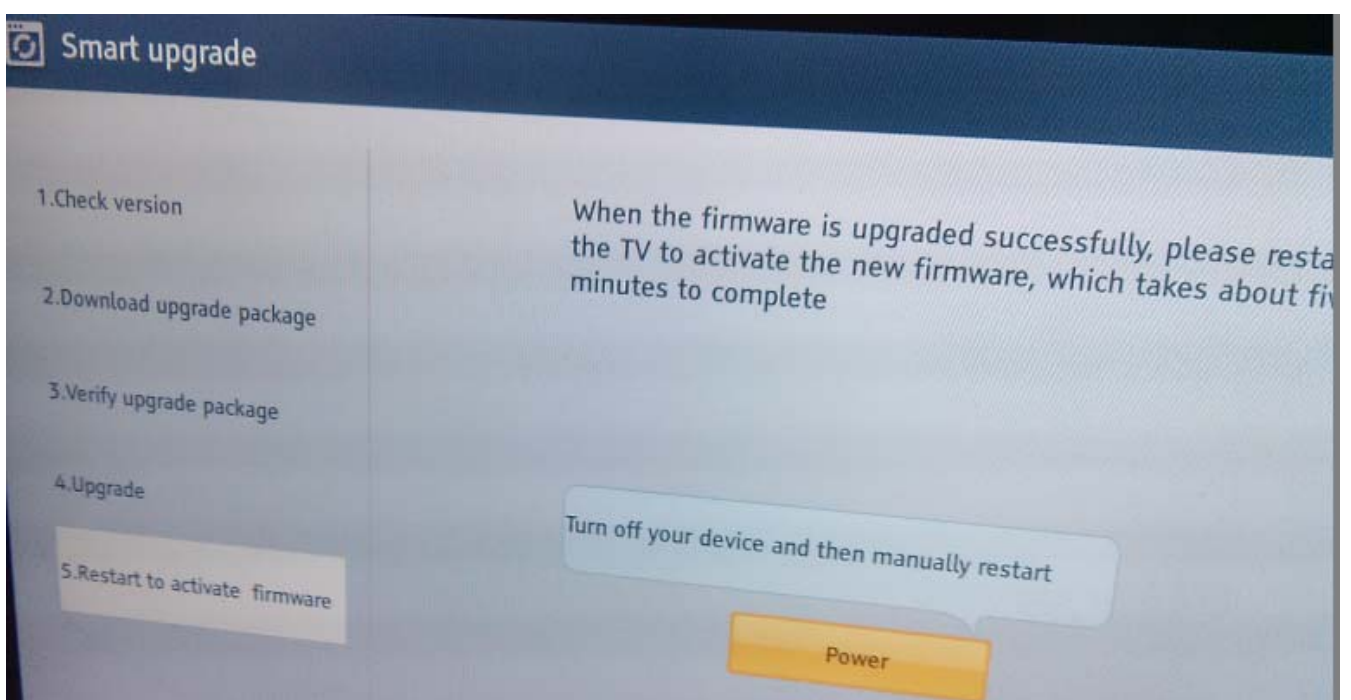 Smart upgrade
1.Check version
2.Download upgrade package
3.Verify upgrade package
4.Upgrade
5.Restart to activate firmware
When the firmware is upgraded successfully, please resta
the TV to activate the new firmware, which takes about fi
minutes to complete
Turn off your device and then manually restart
Power